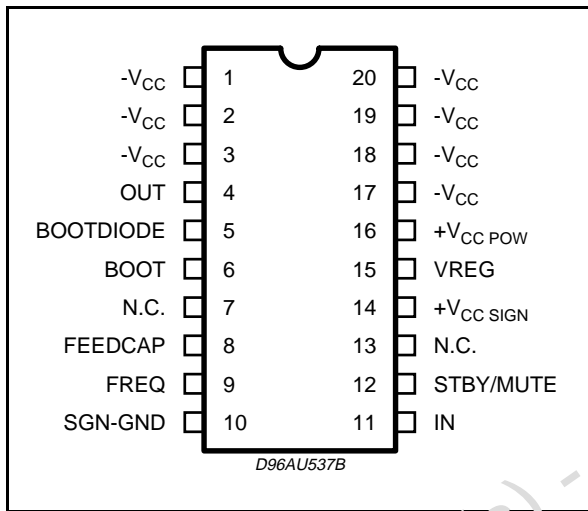 -VCC 1 20 -VCC
-VCC 2 19 -VCC
-VCC 3 18 -VCC
OUT 4 17 -VCC
BOOTDIODE 5 16 +VCC POW
BOOT 6 15 VREG
N.C. 7 14 +VCC SIGN
FEEDCAP 8 13 N.C.
FREQ 9 12 STBY/MUTE
SGN-GND 10 11 IN
D96AU537B